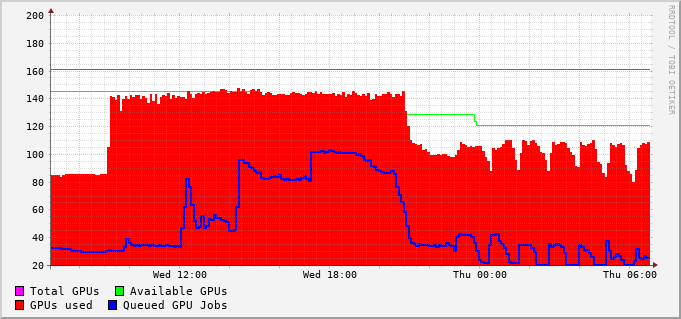 200
180
160
140
120
100
80
60
40
20
Wed 12:00 Wed 18:00 Thu 00:00 Thu 06:00
Total GPUs Available GPUs
GPUs used Queued GPU Jobs
RRDTOOL / TOBI OETIKER